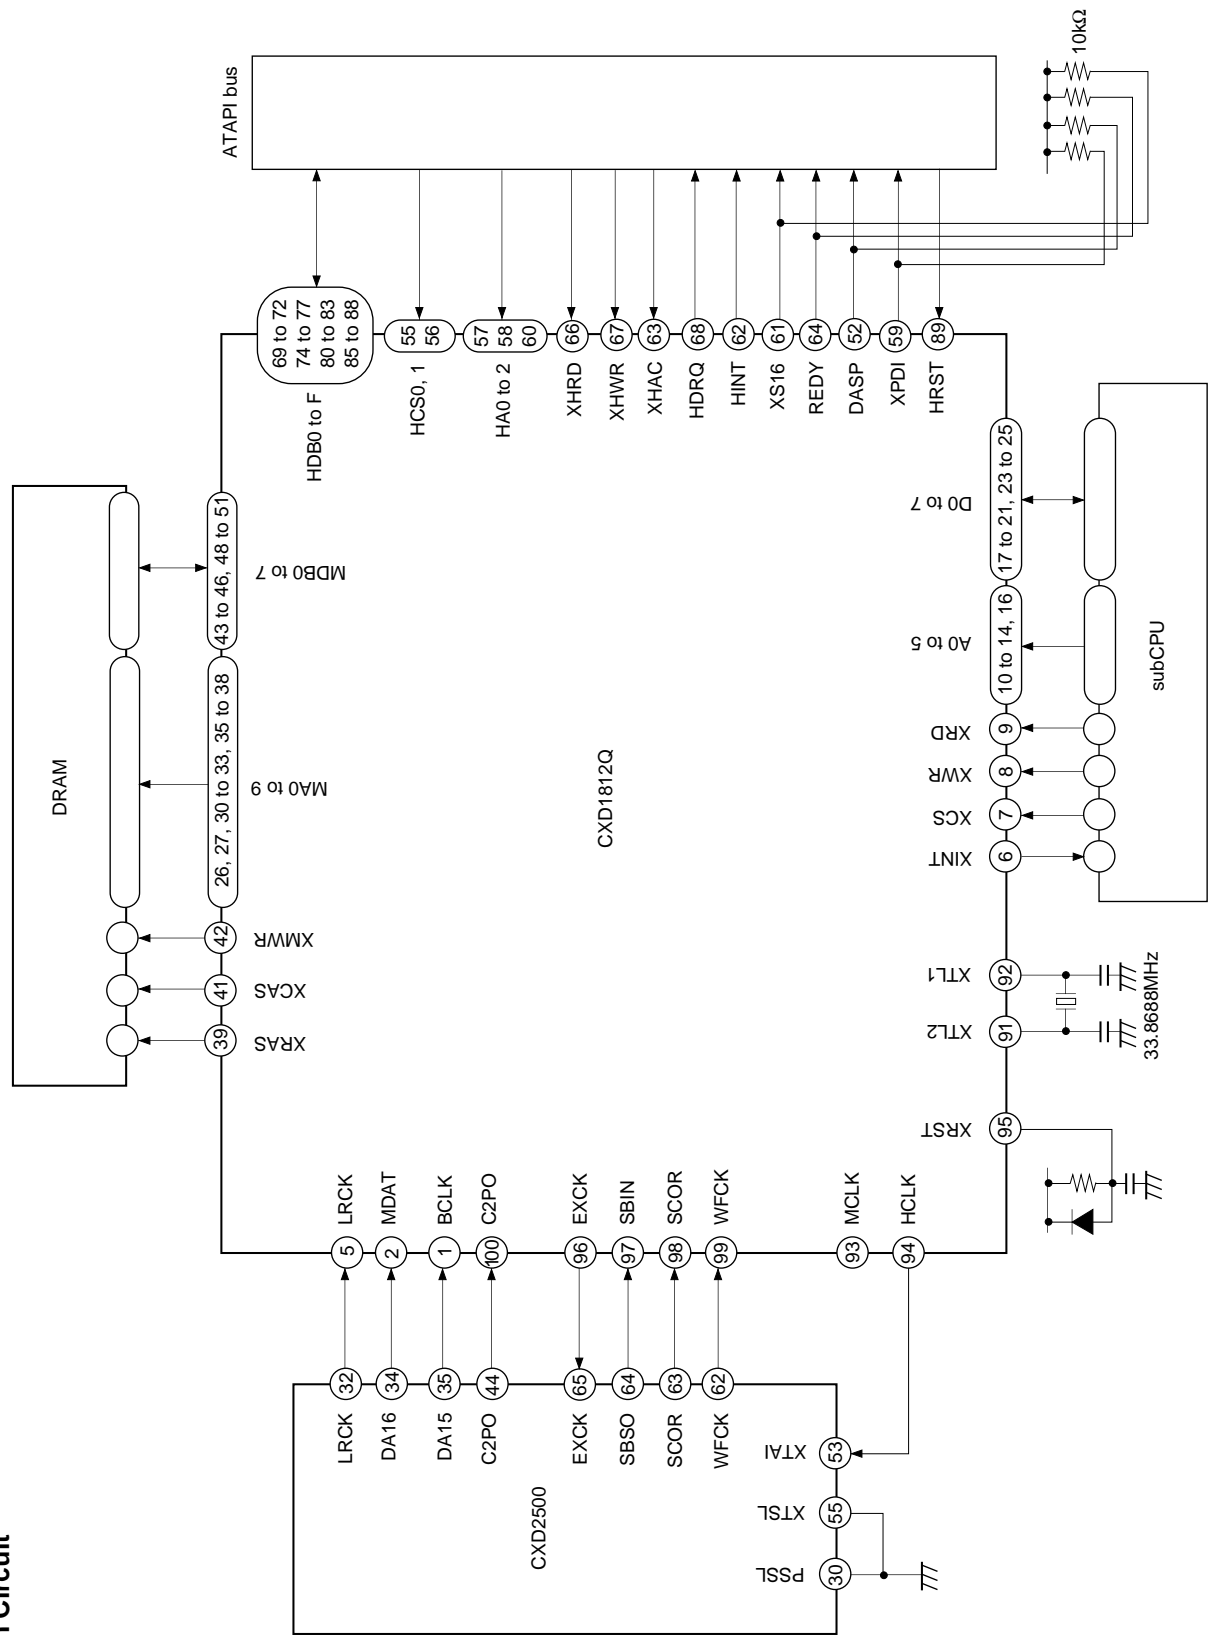 n Circuit
DRAM
26, 27, 30 to 33, 35 to 38
43 to 46, 48 to 51
39
41
42
XRAS
XCAS
XMWR
MA0 to 9
MDB0 to 7
ATAPI bus
69 to 72
74 to 77
80 to 83
85 to 88
55
56
57
58
60
66
67
63
68
62
61
64
52
59
89
HDB0 to F
HCS0, 1
HA0 to 2
XHRD
XHWR
XHAC
HDRQ
HINT
XS16
REDY
DASP
XPDI
HRST
10kΩ
CXD1812Q
LRCK
MDAT
BCLK
C2PO
EXCK
SBIN
SCOR
WFCK
MCLK
HCLK
5
2
1
100
96
97
98
99
93
94
32
34
35
44
65
64
63
62
LRCK
DA16
DA15
C2PO
EXCK
SBSO
SCOR
WFCK
CXD2500
PSSL
XTSL
XTAI
30
55
53
XRST
XTL2
XTL1
XINT
XCS
XWR
XRD
A0 to 5
D0 to 7
95
91
92
6
7
8
9
10 to 14, 16
17 to 21, 23 to 25
33.8688MHz
subCPU